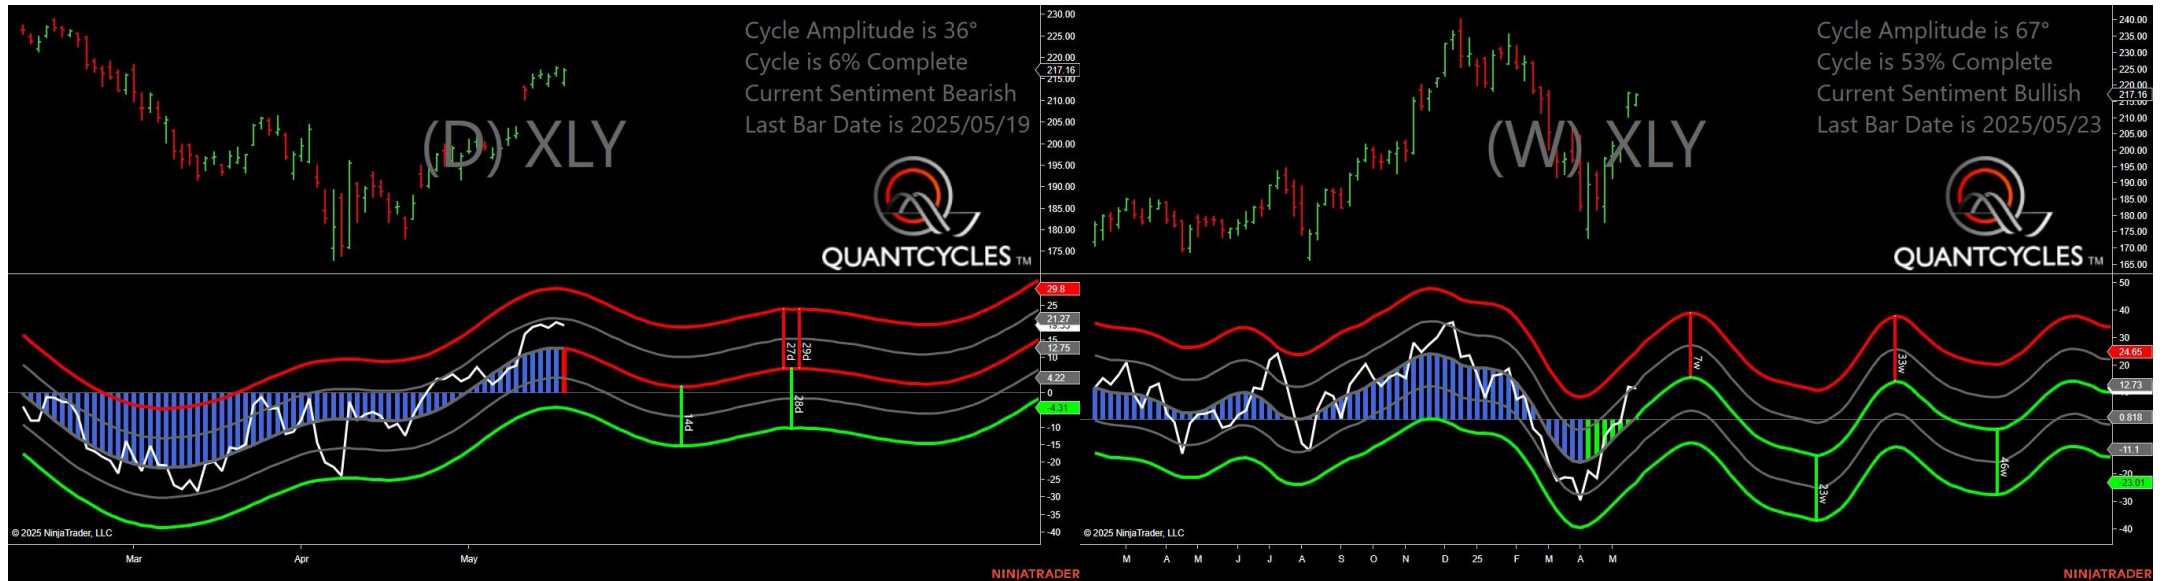 Cycle Amplitude is 36°
Cycle is 6% Complete
Current Sentiment Bearish
Last Bar Date is 2025/05/19
(D) XLY
QUANTCYCLES TM
230.00
225.00
220.00
217.16
215.00
210.00
205.00
200.00
195.00
190.00
185.00
180.00
175.00
29.8
25
21.27
15
12.75
10
4.22
0
-4.31
-10
-15
-20
-25
-30
-35
-40
27d
29d
28d
14d
© 2025 NinjaTrader, LLC
Mar
Apr
May
NINJATRADER
Cycle Amplitude is 67°
Cycle is 53% Complete
Current Sentiment Bullish
Last Bar Date is 2025/05/23
(W) XLY
QUANTCYCLES TM
240.00
235.00
230.00
225.00
220.00
217.16
215.00
210.00
205.00
200.00
195.00
190.00
185.00
180.00
175.00
170.00
165.00
50
40
30
24.65
20
12.73
0.818
-11.1
-20
-23.01
-30
-40
7w
33w
23w
46w
© 2025 NinjaTrader, LLC
M A M J J A S O N D 25 F M A M
NINJATRADER